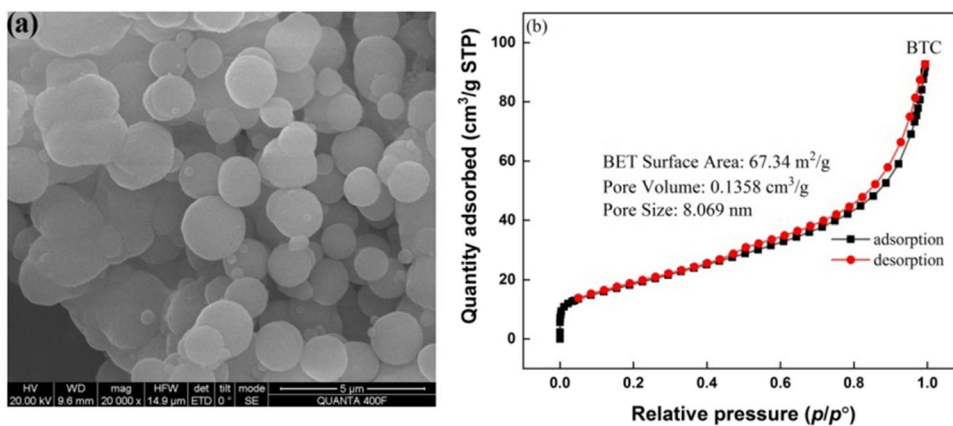 (a)
HV WD mag HFW det tilt mode 5 µm
20.00 kV 9.6 mm 20 000 x 14.9 µm ETD 0 ° SE QUANTA 400F
(b)
BTC
Quantity adsorbed (cm³/g STP)
100
80
60
40
20
0
BET Surface Area: 67.34 m²/g
Pore Volume: 0.1358 cm³/g
Pore Size: 8.069 nm
adsorption
desorption
0.0 0.2 0.4 0.6 0.8 1.0
Relative pressure (p/p°)